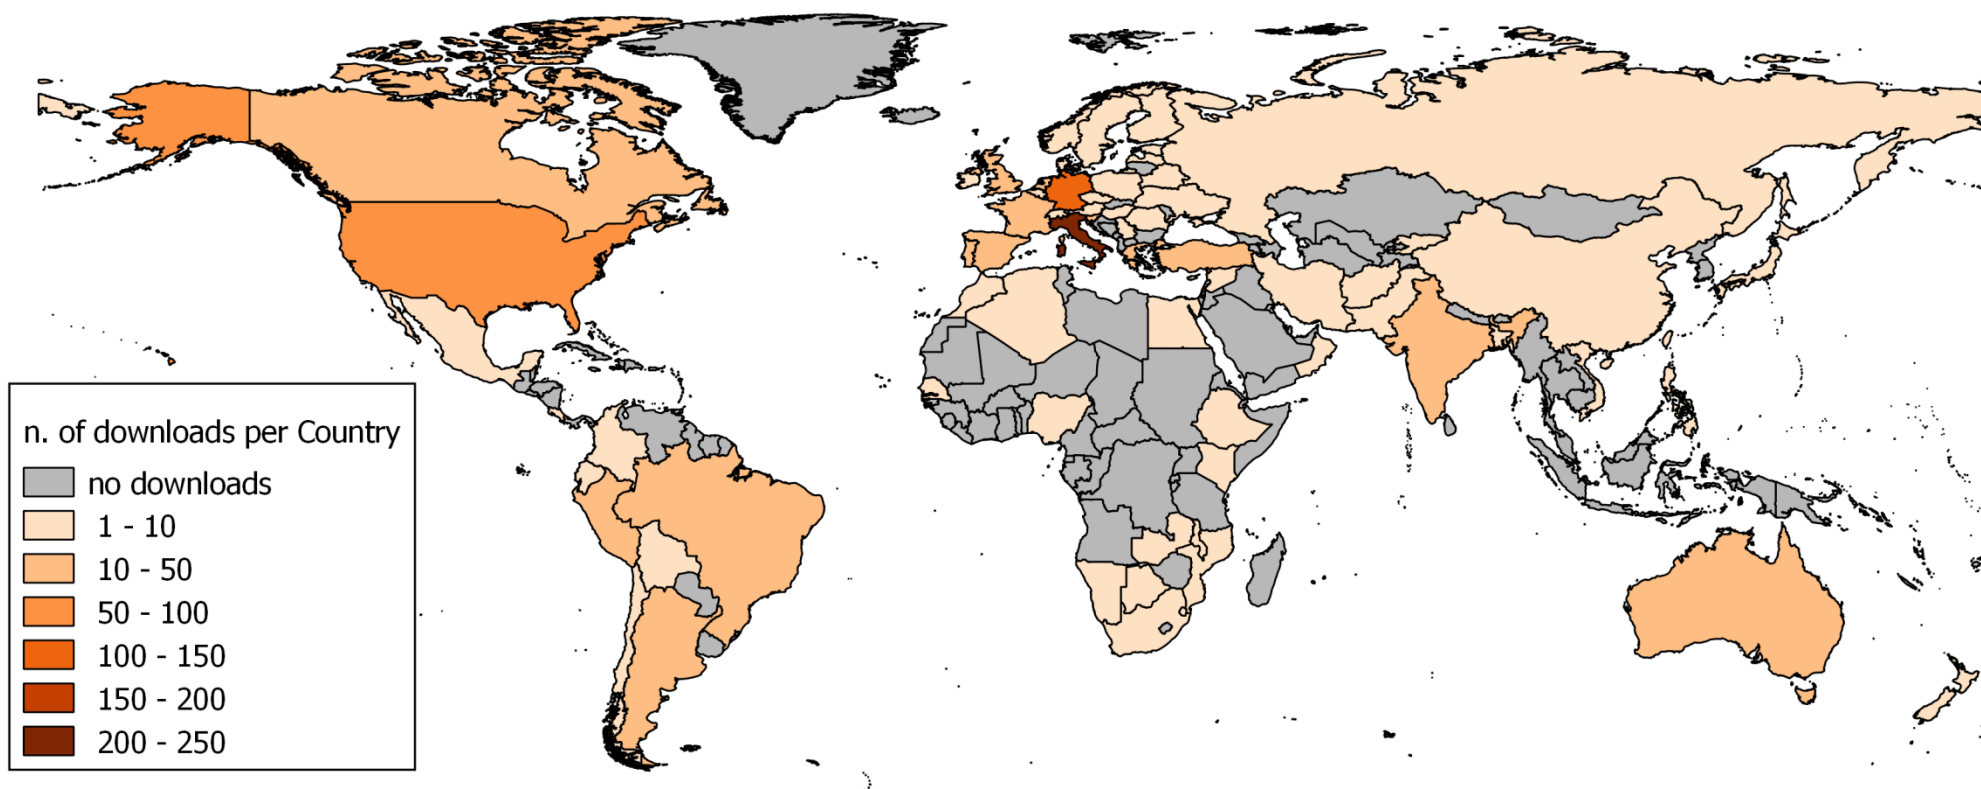 n. of downloads per Country
no downloads
1 - 10
10 - 50
50 - 100
100 - 150
150 - 200
200 - 250